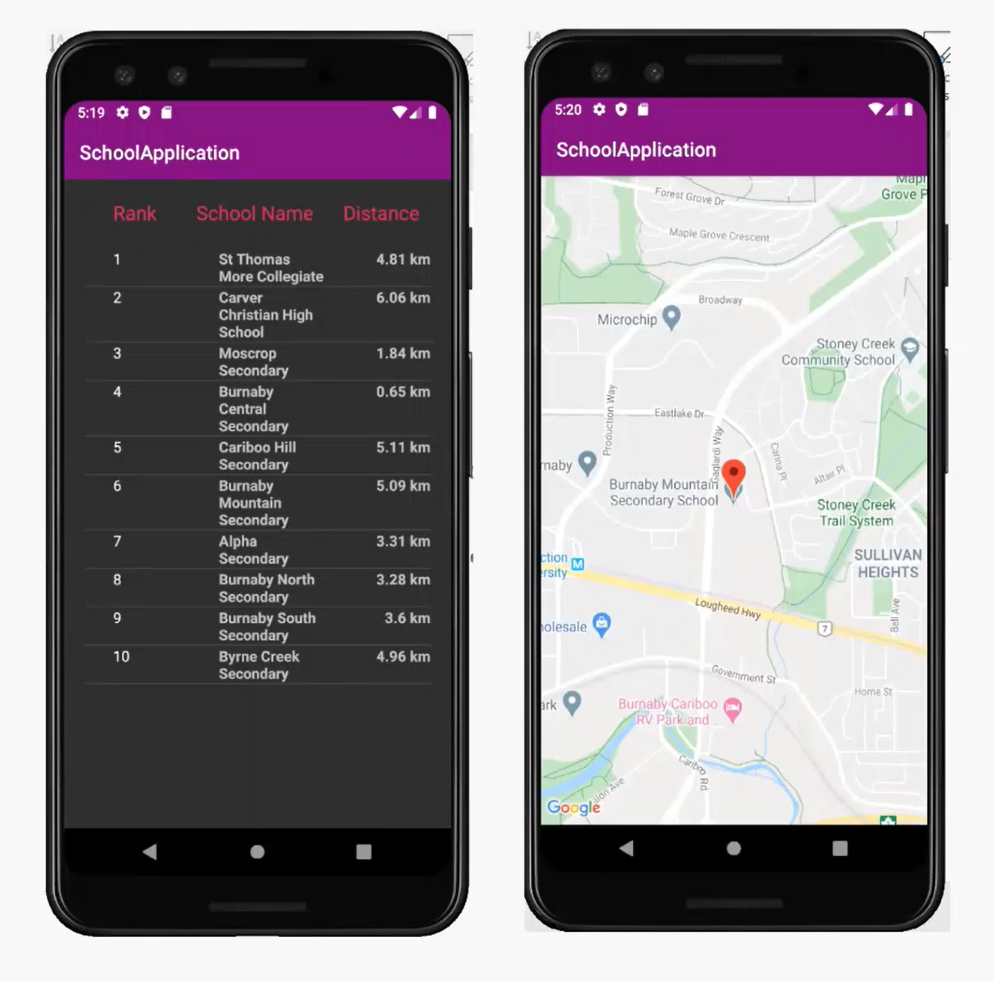 5:19
SchoolApplication
Rank School Name Distance
1 St Thomas 4.81 km
More Collegiate
2 Carver 6.06 km
Christian High
School
3 Moscrop 1.84 km
Secondary
4 Burnaby 0.65 km
Central
Secondary
5 Cariboo Hill 5.11 km
Secondary
6 Burnaby 5.09 km
Mountain
Secondary
7 Alpha 3.31 km
Secondary
8 Burnaby North 3.28 km
Secondary
9 Burnaby South 3.6 km
Secondary
10 Byrne Creek 4.96 km
Secondary
5:20
SchoolApplication
Forest Grove Dr
Grove P
Maple Grove Crescent
Broadway
Microchip
Stoney Creek
Community School
Production Way
Eastlake Dr
Gaglardi Way
rnaby
Burnaby Mountain
Secondary School
Carina Pl
Altair Pl
Stoney Creek
Trail System
SULLIVAN
HEIGHTS
ction
ersity
M
Lougheed Hwy
7
Bell Ave
holesale
Government St
Home St
ark
Burnaby Cariboo
RV Park and
Cariboo Rd
ion Ave
Google